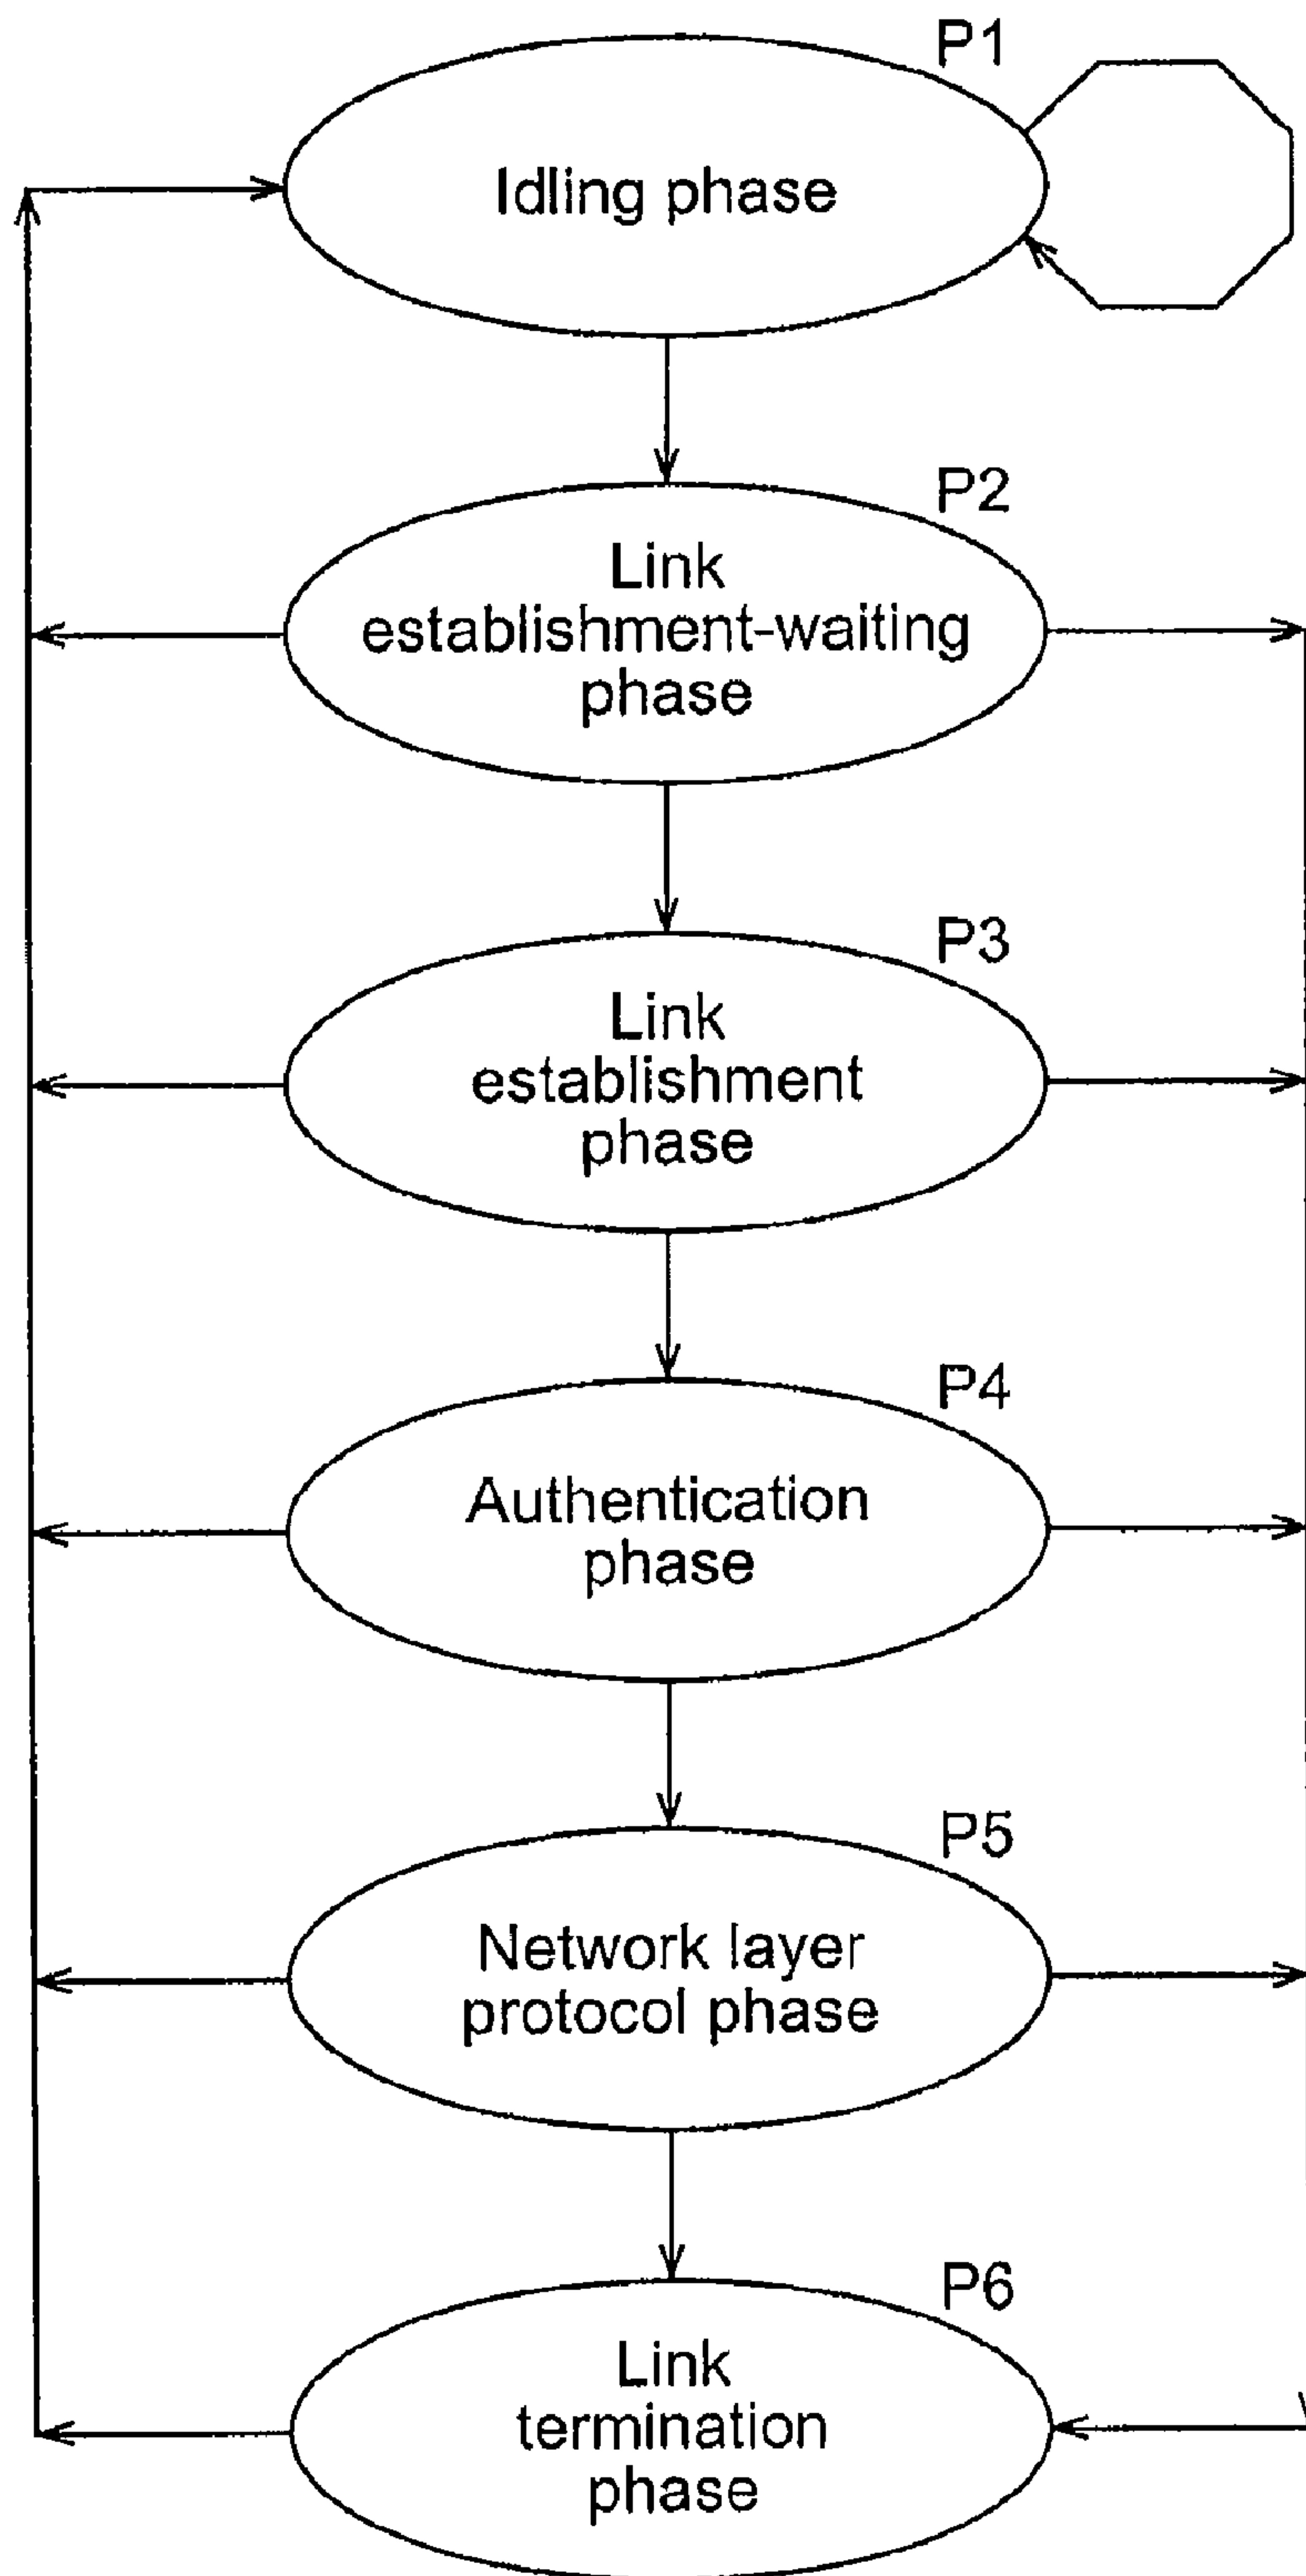 P1
Idling phase
P2
Link
establishment-waiting
phase
P3
Link
establishment
phase
P4
Authentication
phase
P5
Network layer
protocol phase
P6
Link
termination
phase